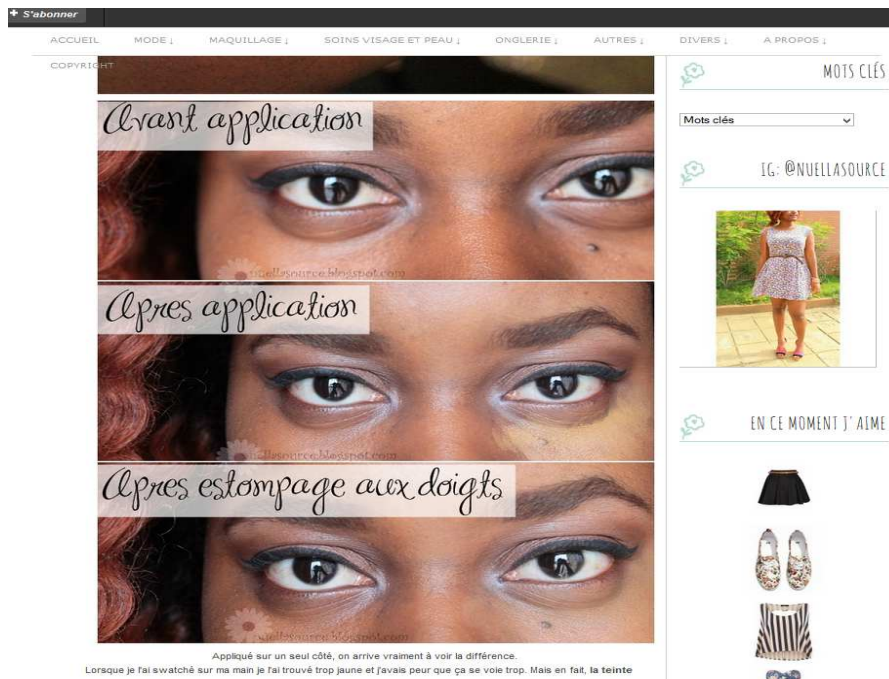 + S'abonner
ACCUEIL MODE ↓ MAQUILLAGE ↓ SOINS VISAGE ET PEAU ↓ ONGLERIE ↓ AUTRES ↓ DIVERS ↓ A PROPOS ↓
COPYRIGHT
Avant application
nuellasource.blogspot.com
Apres application
nuellasource.blogspot.com
Apres estompage aux doigts
nuellasource.blogspot.com
Appliqué sur un seul côté, on arrive vraiment à voir la différence.
Lorsque je l'ai swatché sur ma main je l'ai trouvé trop jaune et j'avais peur que ça se voie trop. Mais en fait, la teinte
MOTS CLÉS
Mots clés
IG: @NUELLASOURCE
EN CE MOMENT J'AIME